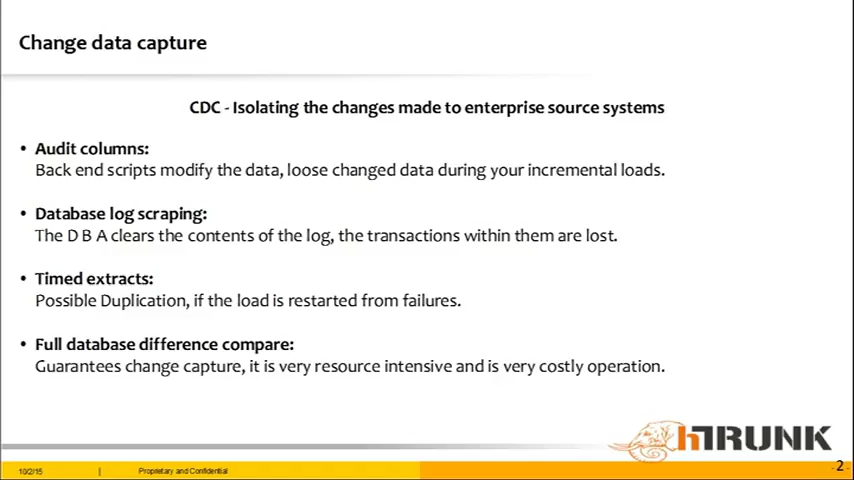 Change data capture
CDC - Isolating the changes made to enterprise source systems
• Audit columns:
Back end scripts modify the data, loose changed data during your incremental loads.
• Database log scraping:
The D B A clears the contents of the log, the transactions within them are lost.
• Timed extracts:
Possible Duplication, if the load is restarted from failures.
• Full database difference compare:
Guarantees change capture, it is very resource intensive and is very costly operation.
hTRUNK
10/2/15 | Proprietary and Confidential - 2 -